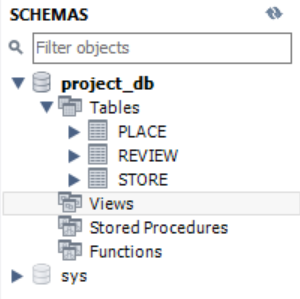 SCHEMAS
Filter objects
project_db
Tables
PLACE
REVIEW
STORE
Views
Stored Procedures
Functions
sys